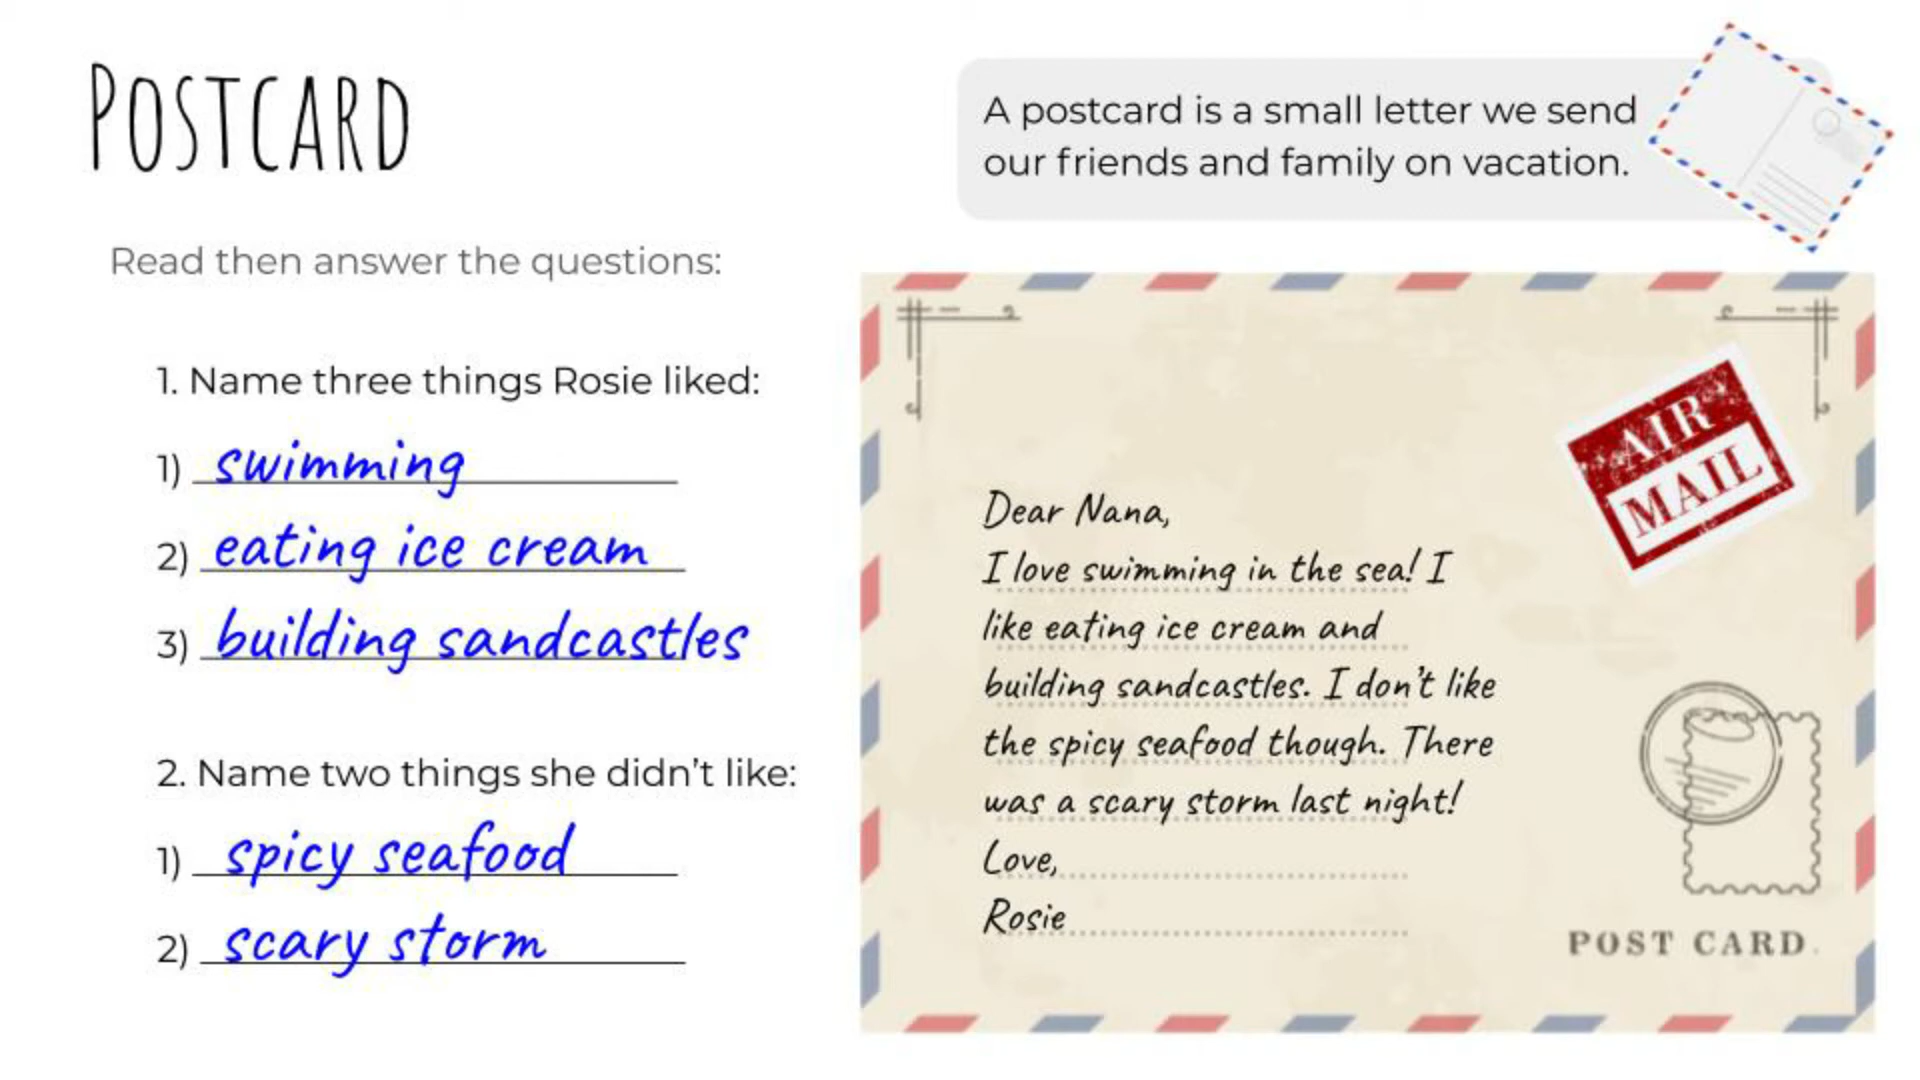 POSTCARD
A postcard is a small letter we send
our friends and family on vacation.
Read then answer the questions:
1. Name three things Rosie liked:
1) swimming
2) eating ice cream
3) building sandcastles
2. Name two things she didn't like:
1) spicy seafood
2) scary storm
AIR
MAIL
Dear Nana,
I love swimming in the sea! I
like eating ice cream and
building sandcastles. I don't like
the spicy seafood though. There
was a scary storm last night!
Love,
Rosie
POST CARD